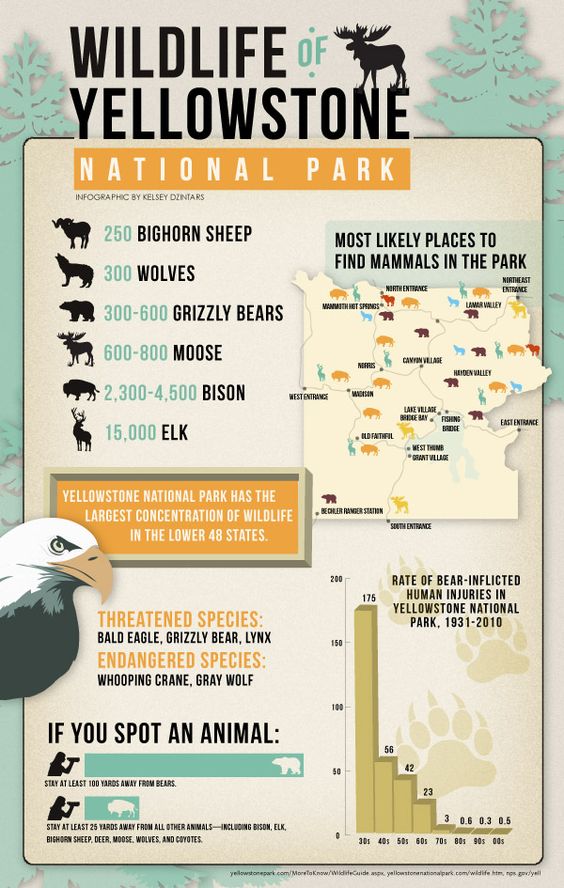 WILDLIFE OF
YELLOWSTONE
NATIONAL PARK
INFOGRAPHIC BY KELSEY DZINTARS
250 BIGHORN SHEEP
300 WOLVES
300-600 GRIZZLY BEARS
600-800 MOOSE
2,300-4,500 BISON
15,000 ELK
MOST LIKELY PLACES TO
FIND MAMMALS IN THE PARK
NORTH ENTRANCE
NORTHEAST
ENTRANCE
MAMMOTH HOT SPRINGS
LAMAR VALLEY
NORRIS
CANYON VILLAGE
HAYDEN VALLEY
WEST ENTRANCE
MADISON
LAKE VILLAGE
BRIDGE BAY
FISHING
BRIDGE
EAST ENTRANCE
OLD FAITHFUL
WEST THUMB
GRANT VILLAGE
BECHLER RANGER STATION
SOUTH ENTRANCE
YELLOWSTONE NATIONAL PARK HAS THE
LARGEST CONCENTRATION OF WILDLIFE
IN THE LOWER 48 STATES.
THREATENED SPECIES:
BALD EAGLE, GRIZZLY BEAR, LYNX
ENDANGERED SPECIES:
WHOOPING CRANE, GRAY WOLF
IF YOU SPOT AN ANIMAL:
STAY AT LEAST 100 YARDS AWAY FROM BEARS.
STAY AT LEAST 25 YARDS AWAY FROM ALL OTHER ANIMALS—INCLUDING BISON, ELK,
BIGHORN SHEEP, DEER, MOOSE, WOLVES, AND COYOTES.
RATE OF BEAR-INFLICTED
HUMAN INJURIES IN
YELLOWSTONE NATIONAL
PARK, 1931-2010
200
150
100
50
0
175
56
42
23
3 0.6 0.3 0.5
30s 40s 50s 60s 70s 80s 90s 00s
yellowstonepark.com/MoreToKnow/WildlifeGuide.aspx, yellowstonenationalpark.com/wildlife.htm, nps.gov/yell